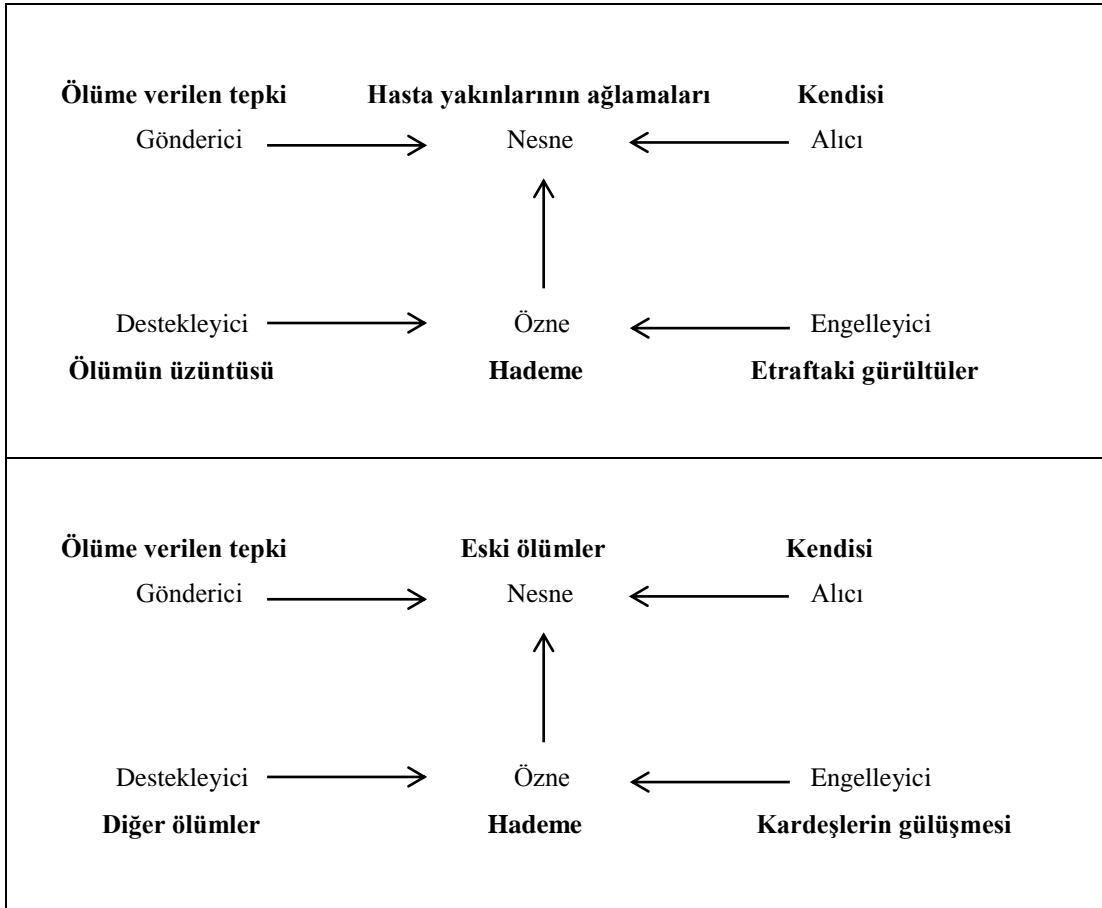 Ölüme verilen tepki Hasta yakınlarının ağlamaları Kendisi
Gönderici Nesne Alıcı
Destekleyici Özne Engelleyici
Ölümün üzüntüsü Hademe Etraftaki gürültüler
Ölüme verilen tepki Eski ölümler Kendisi
Gönderici Nesne Alıcı
Destekleyici Özne Engelleyici
Diğer ölümler Hademe Kardeşlerin gülüşmesi